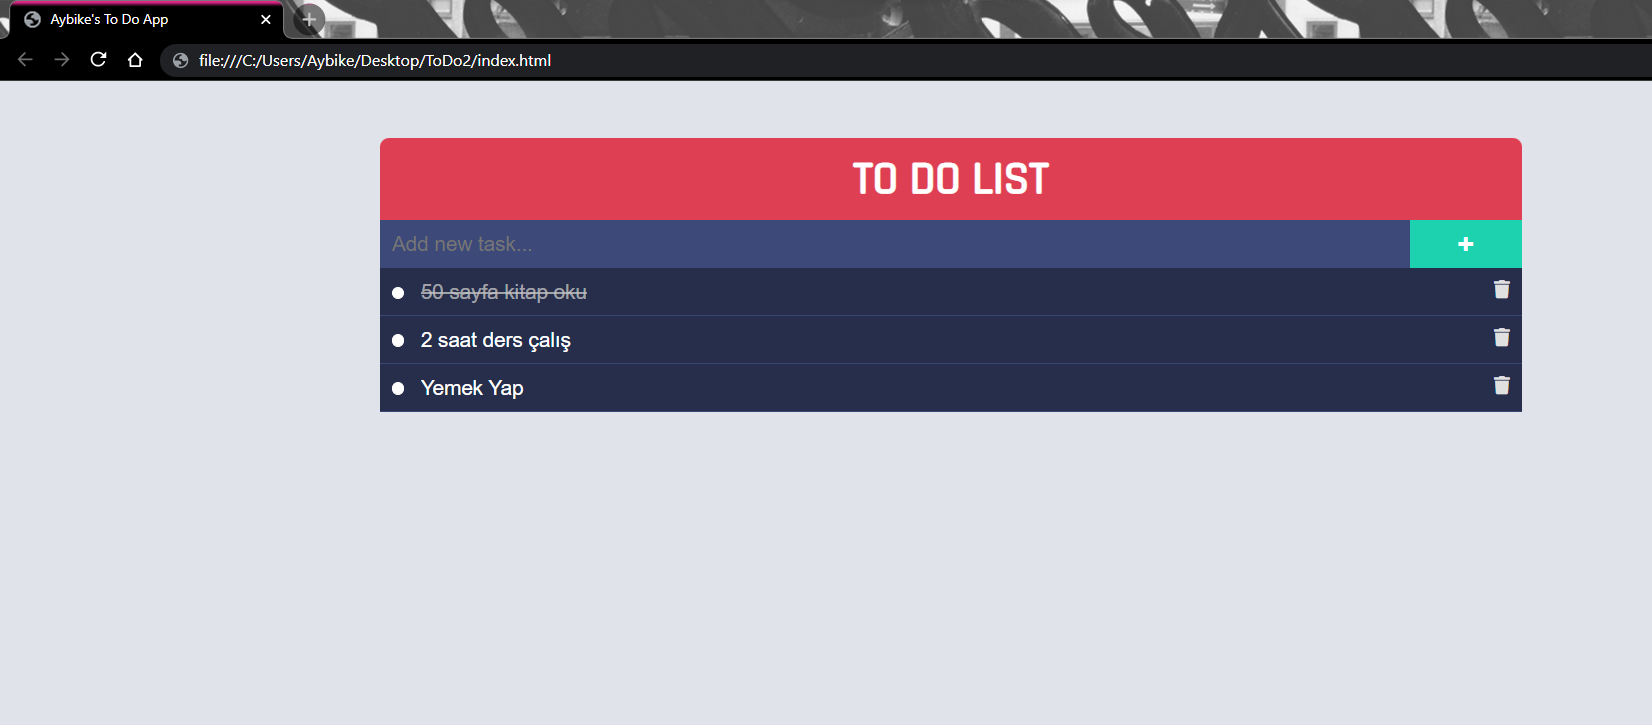 Aybike's To Do App
file:///C:/Users/Aybike/Desktop/ToDo2/index.html
TO DO LIST
Add new task...
50 sayfa kitap oku
2 saat ders çalış
Yemek Yap